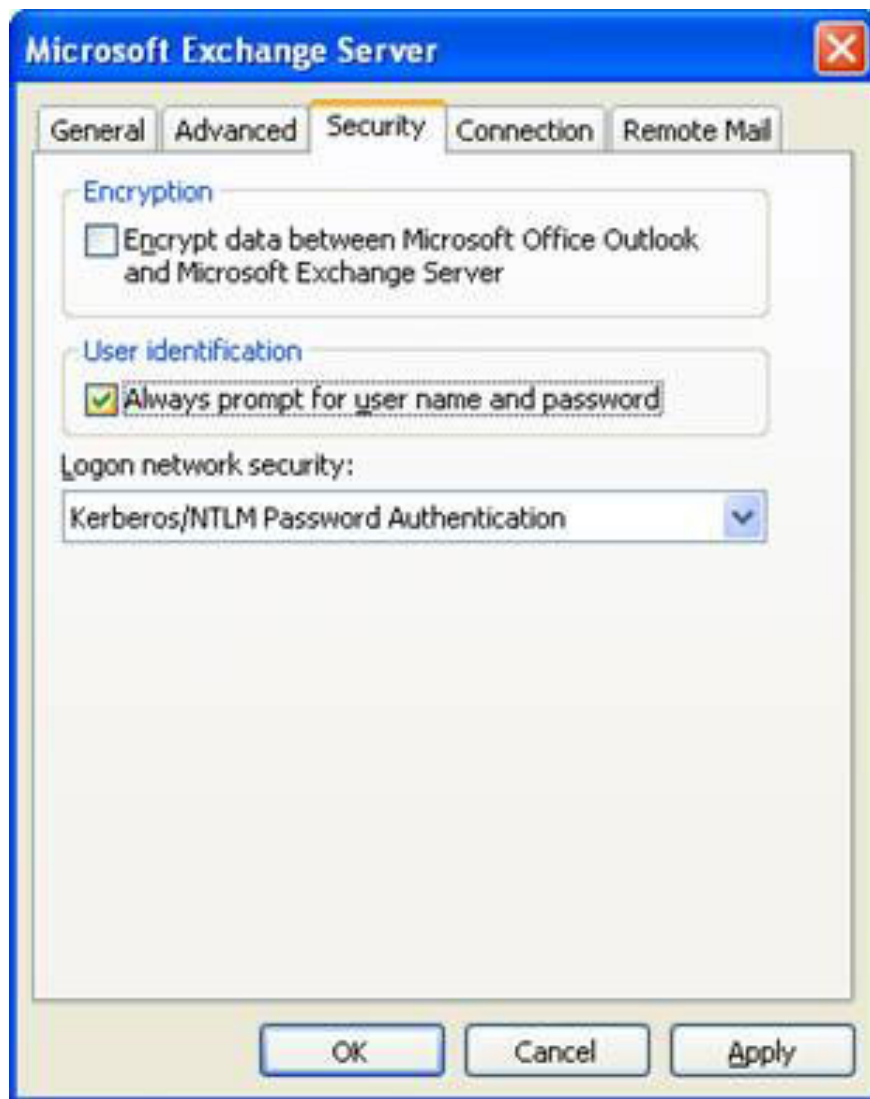 Microsoft Exchange Server
General Advanced Security Connection Remote Mail
Encryption
Encrypt data between Microsoft Office Outlook
and Microsoft Exchange Server
User identification
Always prompt for user name and password
Logon network security:
Kerberos/NTLM Password Authentication
OK Cancel Apply